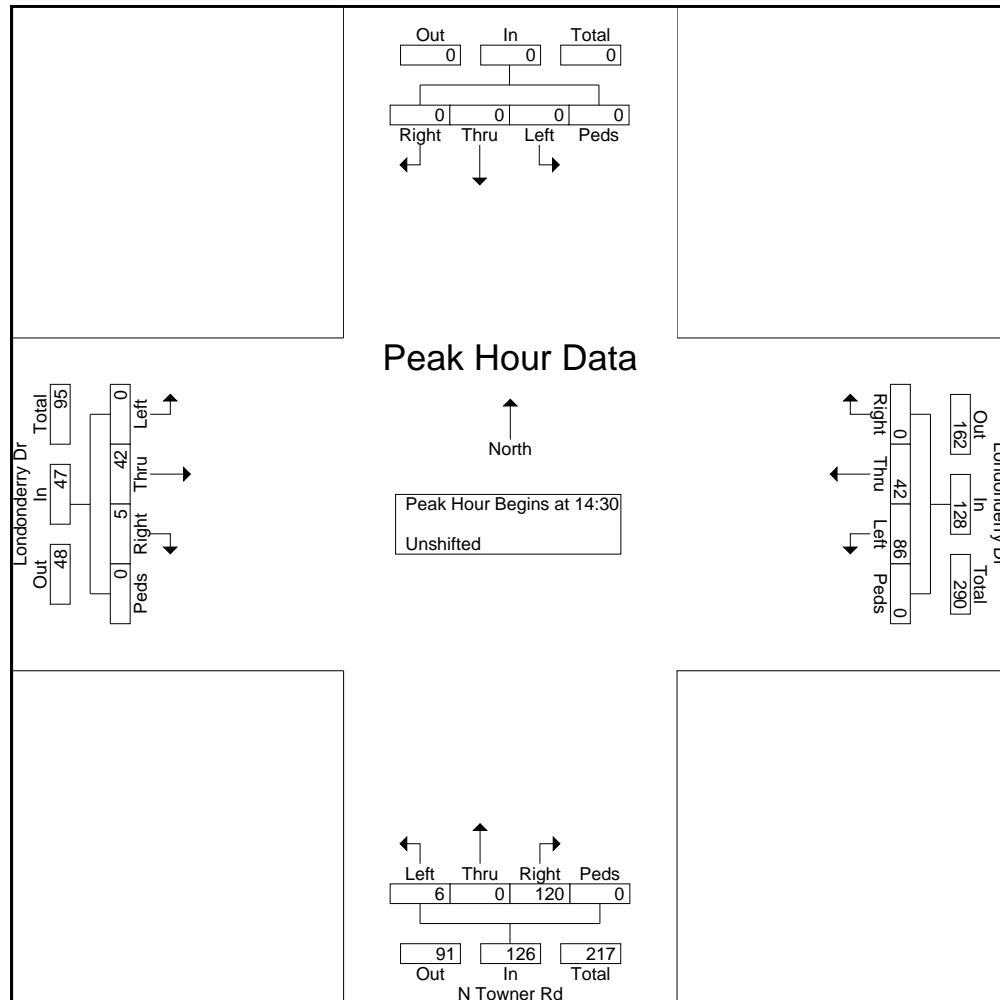 Out In Total
0 0 0
0 0 0 0
Right Thru Left Peds
Peak Hour Data
North
Peak Hour Begins at 14:30
Unshifted
Londonderry Dr
Out In Total
48 47 95
0 42 5 0
Left Thru Right Peds
Londonderry Dr
Out In Total
162 128 290
0 42 86 0
Right Thru Left Peds
Left Thru Right Peds
6 0 120 0
91 126 217
Out In Total
N Towner Rd